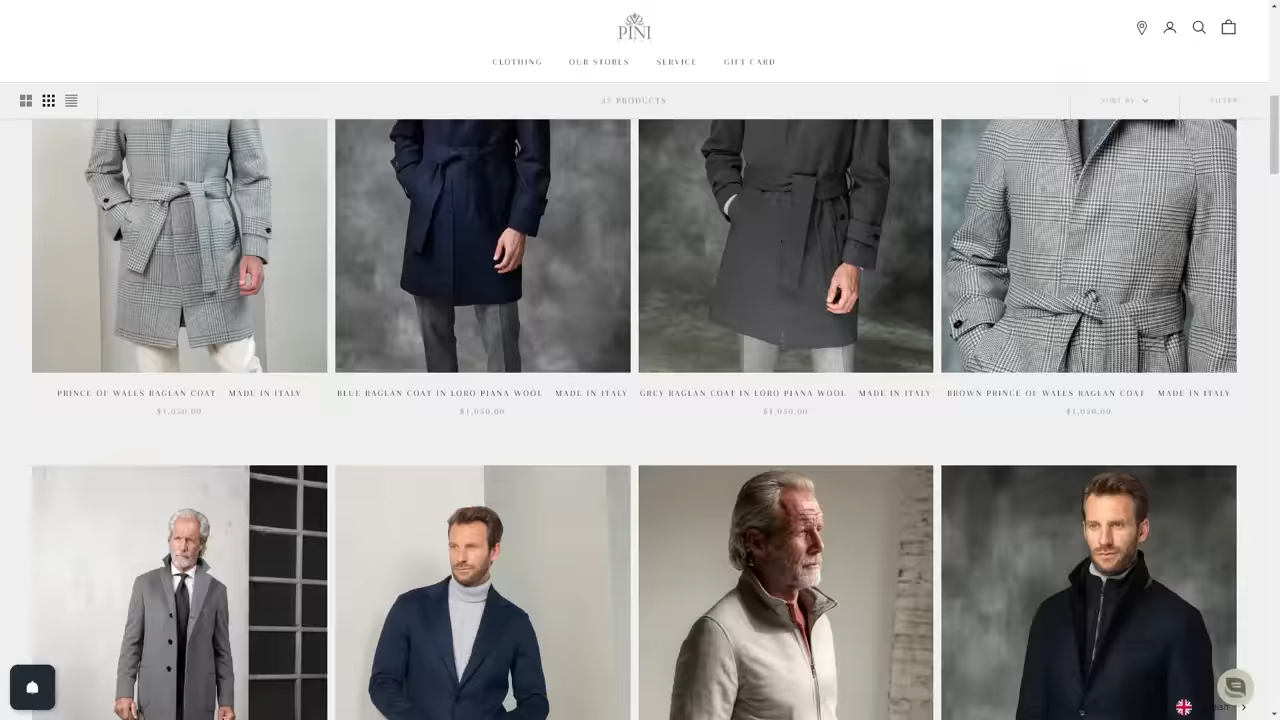 PINI
CLOTHING
OUR STORES
SERVICE
GIFT CARD
PRODUCTS
SORT BY
FILTER
PRINCE OF WALES RAGLAN COAT MADE IN ITALY
BLUE RAGLAN COAT IN LORO PIANA WOOL MADE IN ITALY
GREY RAGLAN COAT IN LORO PIANA WOOL MADE IN ITALY
BROWN PRINCE OF WALES RAGLAN COAT MADE IN ITALY